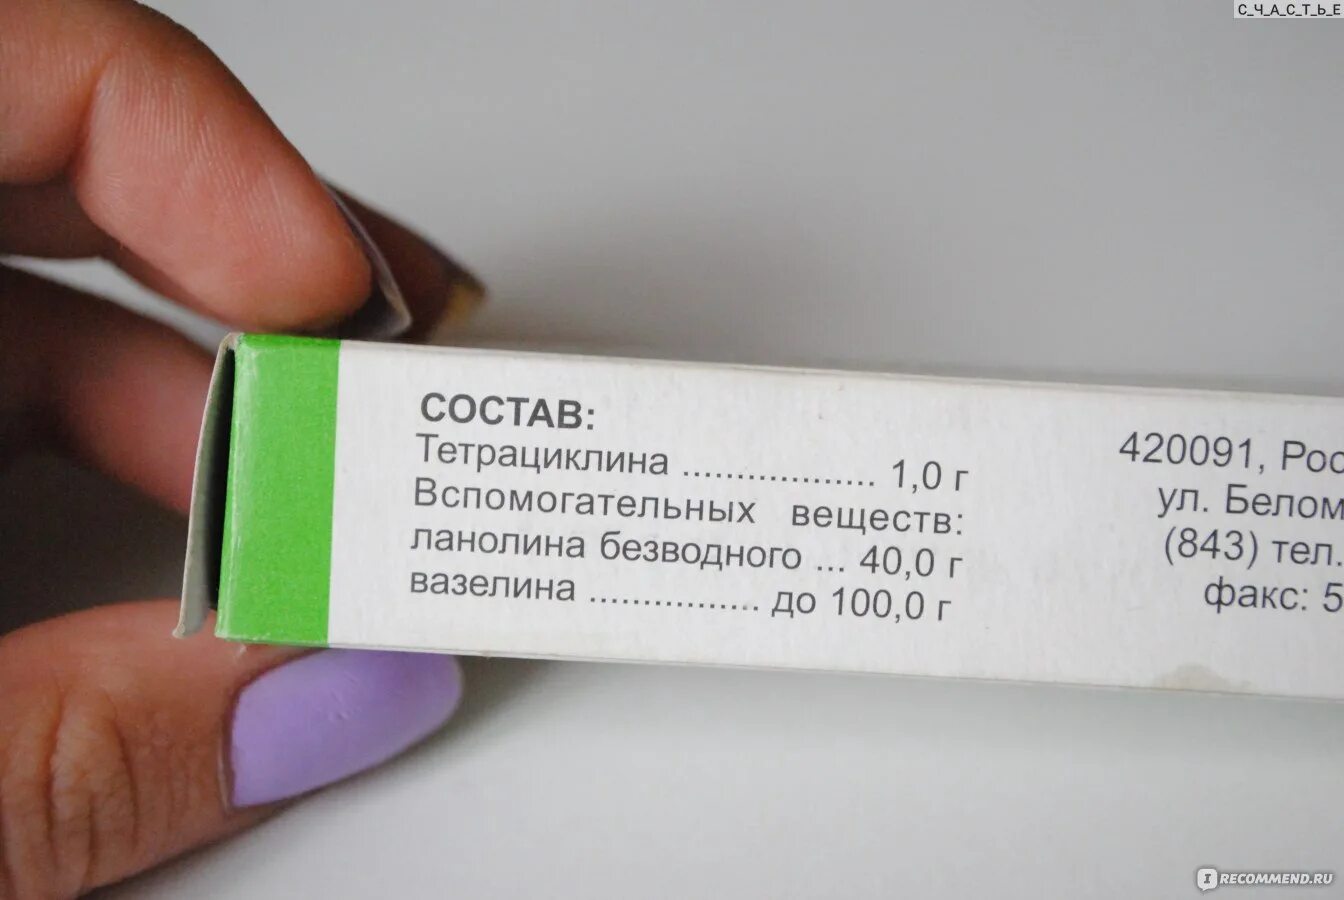 С_Ч_А_С_Т_Ь_Е
СОСТАВ:
Тетрациклина .................. 1,0 г
Вспомогательных веществ:
ланолина безводного ... 40,0 г
вазелина ................ до 100,0 г
420091, Рос
ул. Белом
(843) тел.
факс: 5
IRECOMMEND.RU